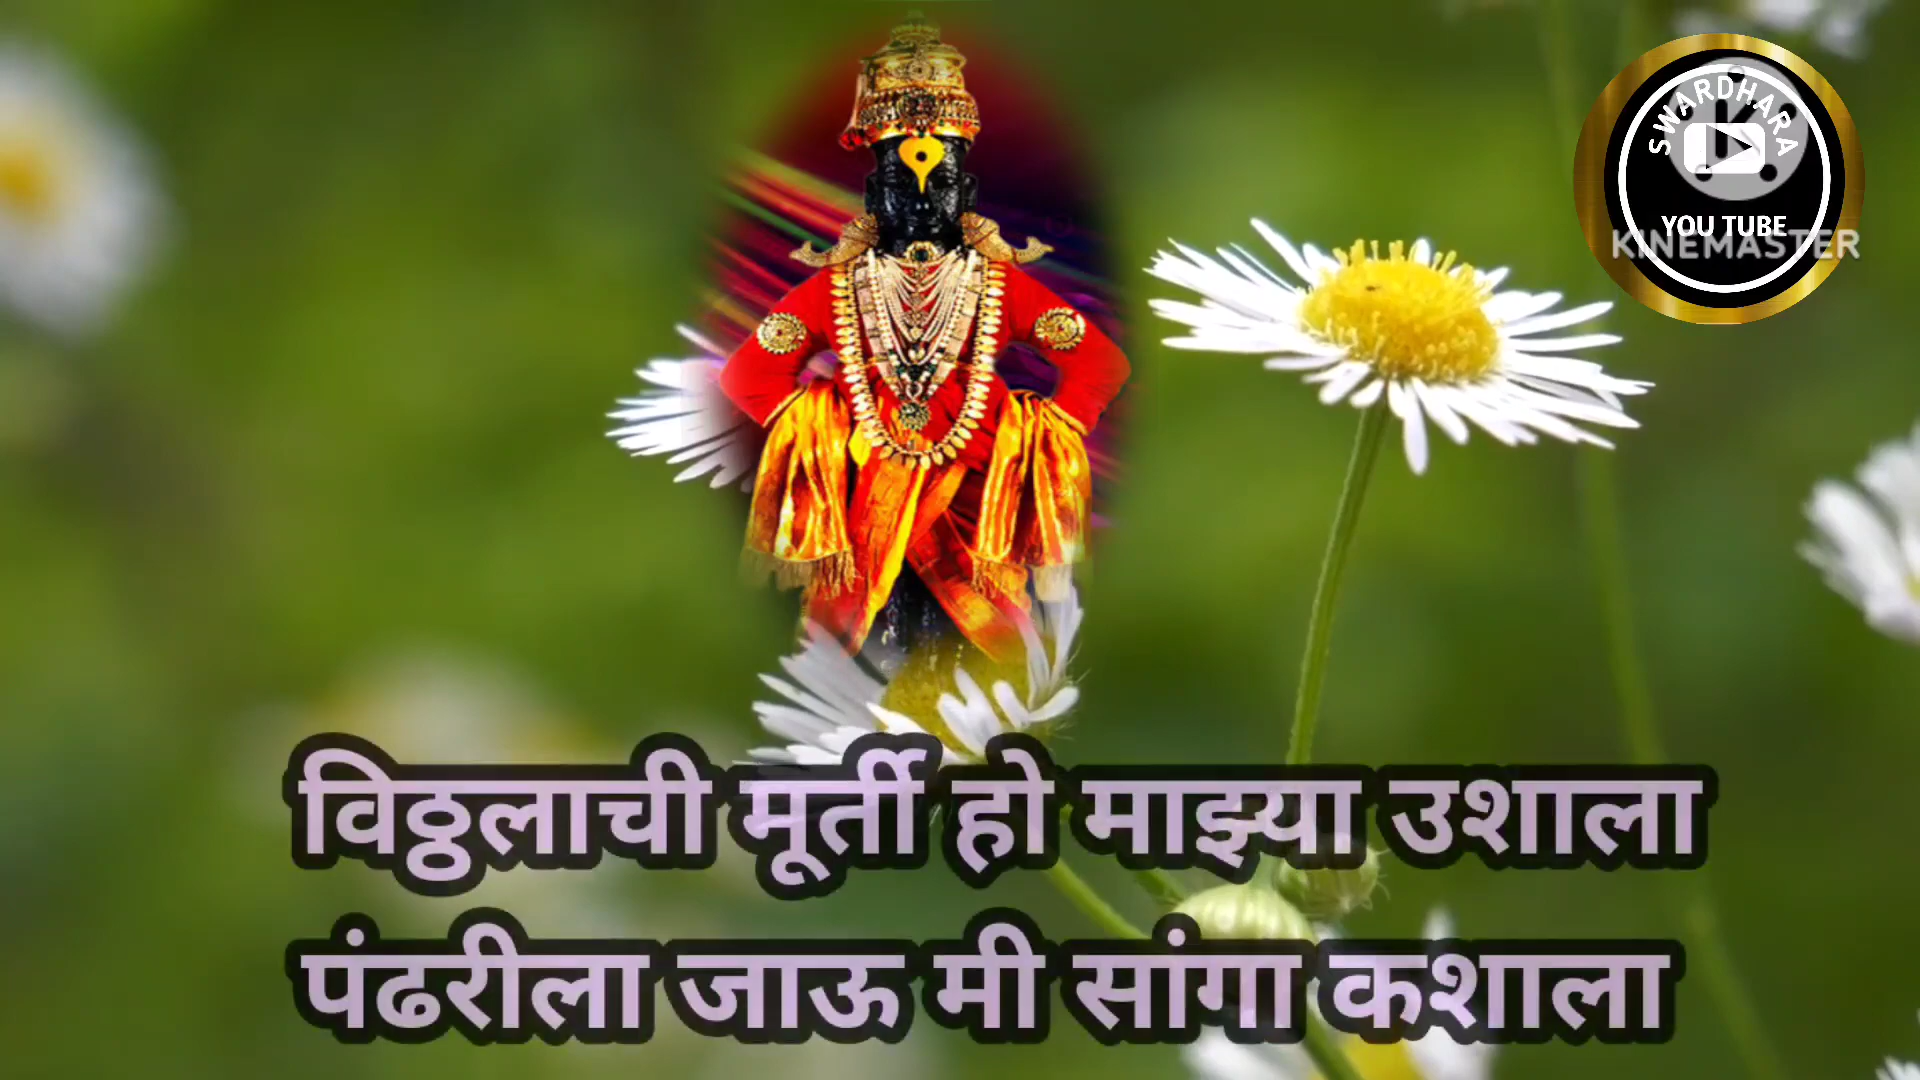 SWARDHARA
YOU TUBE
KINEMASTER
विठ्ठलाची मूर्ती हो माझ्या उशाला
पंढरीला जाऊ मी सांगा कशाला